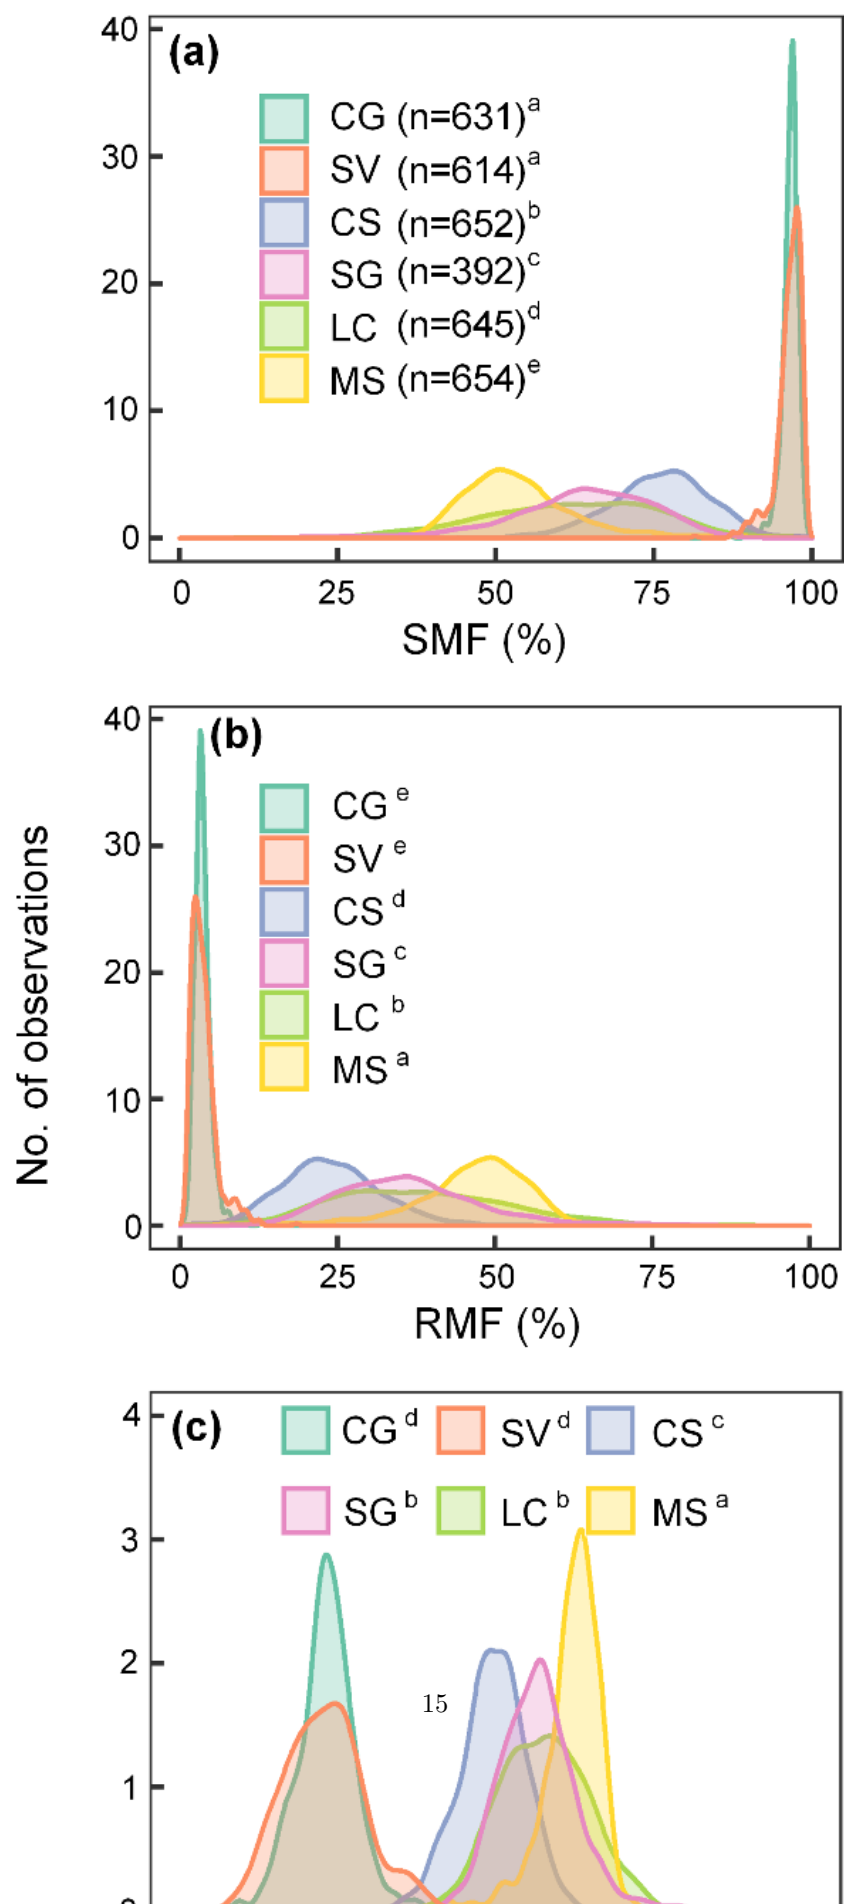 (a)
40
30
20
10
0
CG (n=631)a
SV (n=614)a
CS (n=652)b
SG (n=392)c
LC (n=645)d
MS (n=654)e
0 25 50 75 100
SMF (%)
No. of observations
(b)
40
30
20
10
0
CG e
SV e
CS d
SG c
LC b
MS a
0 25 50 75 100
RMF (%)
(c)
4
3
2
1
CG d SV d CS c
SG b LC b MS a
15